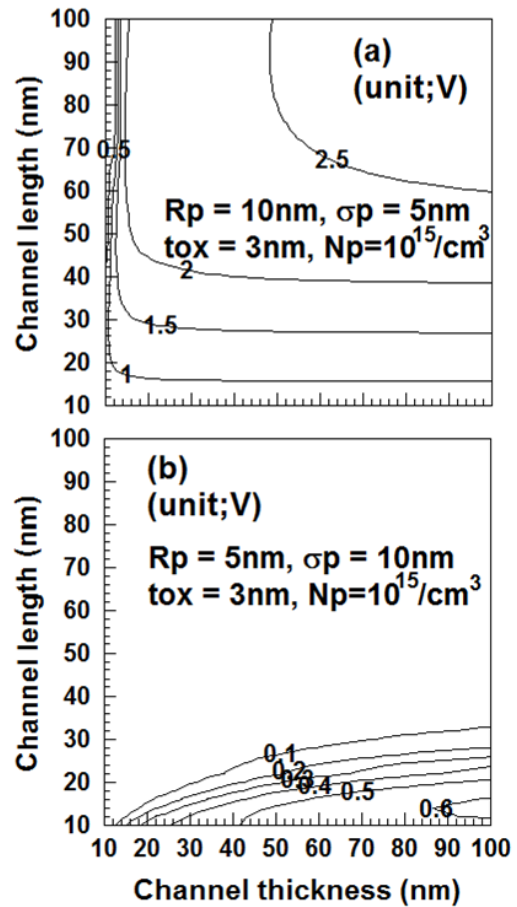 100
90
80
70
60
50
40
30
20
10
Channel length (nm)
(a)
(unit;V)
0.5
2.5
Rp = 10nm, σp = 5nm
tox = 3nm, Np=10^15/cm^3
2
1.5
1
100
90
80
70
60
50
40
30
20
10
Channel length (nm)
(b)
(unit;V)
Rp = 5nm, σp = 10nm
tox = 3nm, Np=10^15/cm^3
0.1
0.2
0.3
0.4
0.5
0.6
10 20 30 40 50 60 70 80 90 100
Channel thickness (nm)